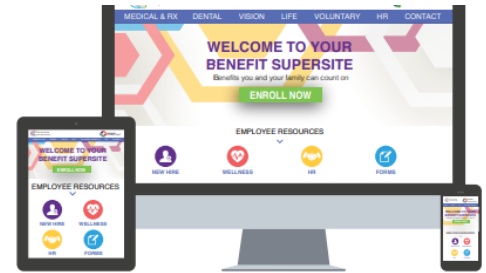 MEDICAL & RX DENTAL VISION LIFE VOLUNTARY HR CONTACT
WELCOME TO YOUR
BENEFIT SUPERSITE
Benefits you and your family can count on
ENROLL NOW
EMPLOYEE RESOURCES
NEW HIRE WELLNESS HR FORMS
WELCOME TO YOUR
BENEFIT SUPERSITE
ENROLL NOW
EMPLOYEE RESOURCES
NEW HIRE WELLNESS
HR FORMS